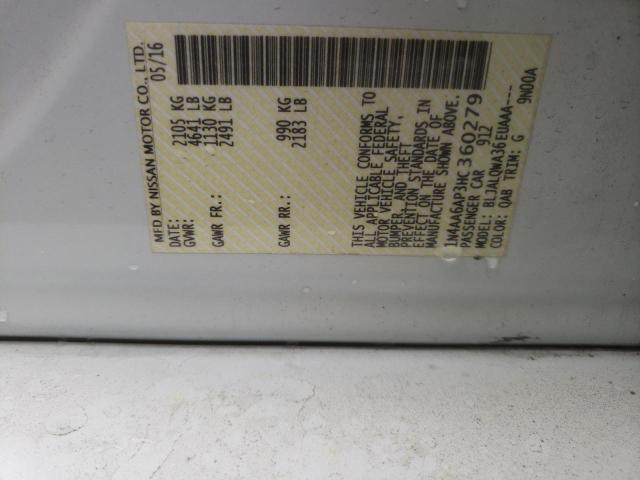 MFD BY NISSAN MOTOR CO., LTD.
DATE: 05/16
GVWR: 2105 KG
4641 LB
GAWR FR.: 1130 KG
2491 LB
GAWR RR.: 990 KG
2183 LB
THIS VEHICLE CONFORMS TO
ALL APPLICABLE FEDERAL
MOTOR VEHICLE SAFETY,
BUMPER, AND THEFT
PREVENTION STANDARDS IN
EFFECT ON THE DATE OF
MANUFACTURE SHOWN ABOVE.
1N4AA6AP3HC360279
PASSENGER CAR 912
MODEL: BLJALQWA36EUAAA---
COLOR: QAB TRIM: G 9N00A